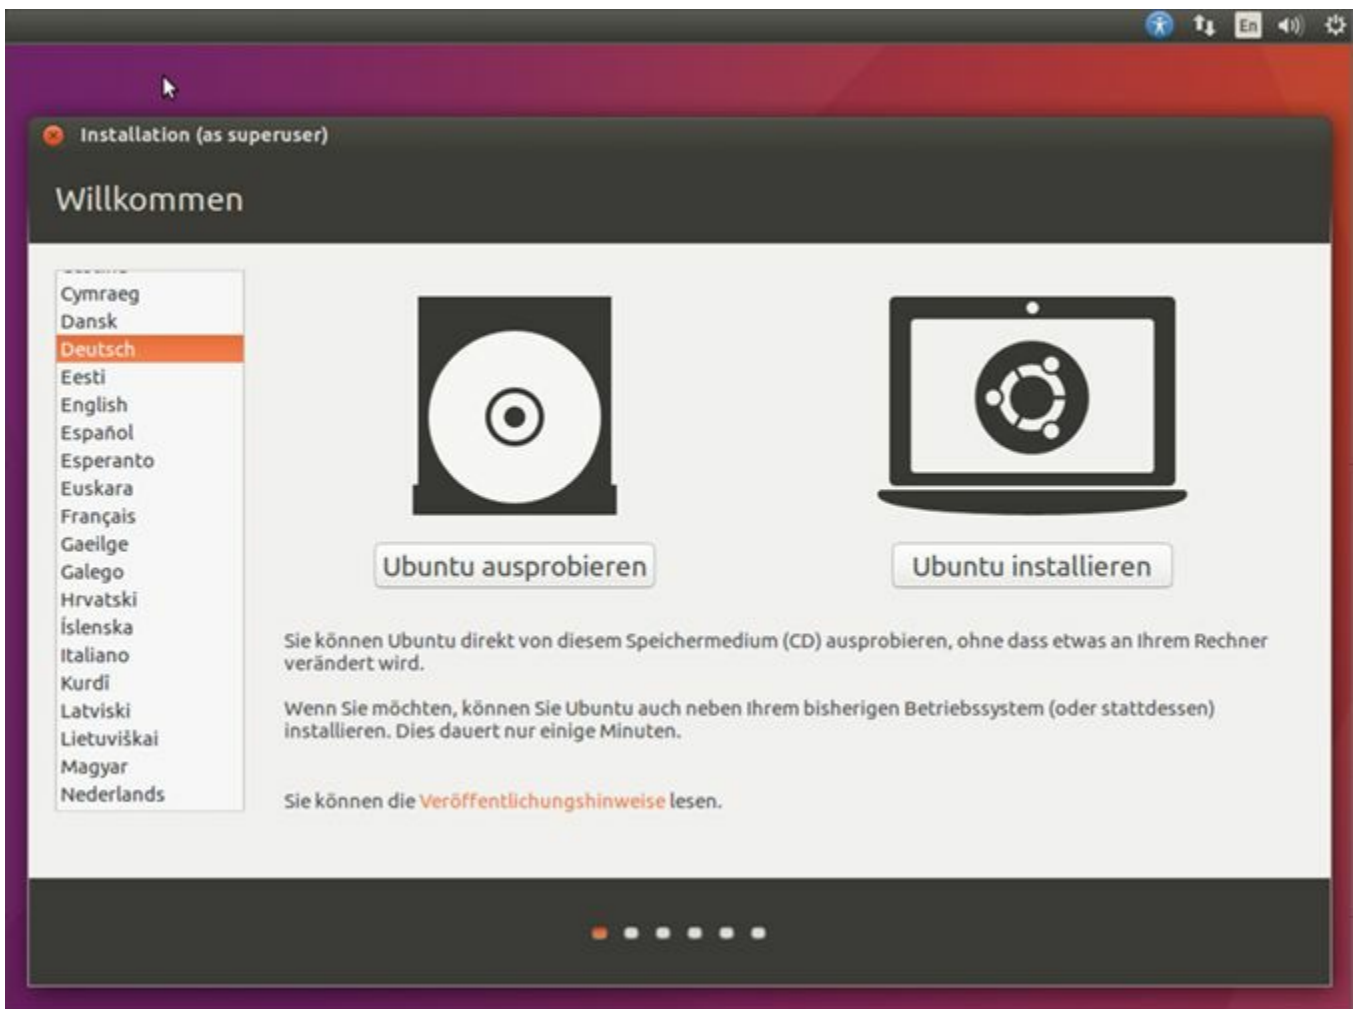 En
Installation (as superuser)
Willkommen
Cymraeg
Dansk
Deutsch
Eesti
English
Español
Esperanto
Euskara
Français
Gaeilge
Galego
Hrvatski
Íslenska
Italiano
Kurdî
Latviski
Lietuviškai
Magyar
Nederlands
Ubuntu ausprobieren
Ubuntu installieren
Sie können Ubuntu direkt von diesem Speichermedium (CD) ausprobieren, ohne dass etwas an Ihrem Rechner
verändert wird.
Wenn Sie möchten, können Sie Ubuntu auch neben Ihrem bisherigen Betriebssystem (oder stattdessen)
installieren. Dies dauert nur einige Minuten.
Sie können die Veröffentlichungshinweise lesen.